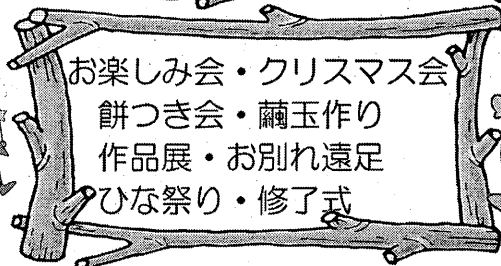 お楽しみ会・クリスマス会
餅つき会・繭玉作り
作品展・お別れ遠足
ひな祭り・修了式